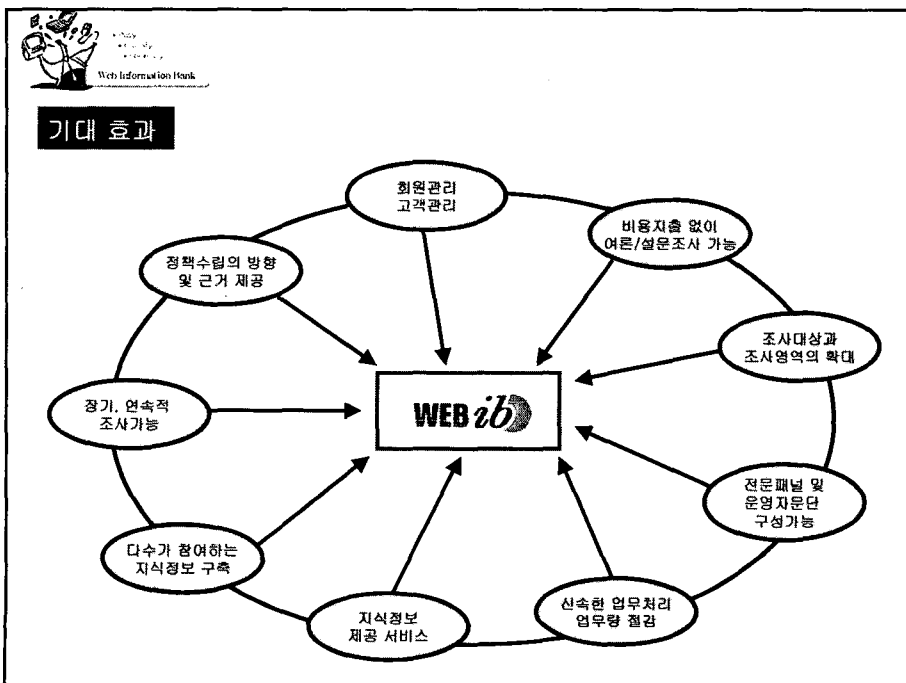 Web Information Bank
기대 효과
회원관리
고객관리
비용지출 없이
여론/설문조사 가능
정책수립의 방향
및 근거 제공
조사대상과
조사영역의 확대
장기, 연속적
조사가능
WEB ib
전문패널 및
운영자문단
구성가능
다수가 참여하는
지식정보 구축
지식정보
제공 서비스
신속한 업무처리
업무량 절감